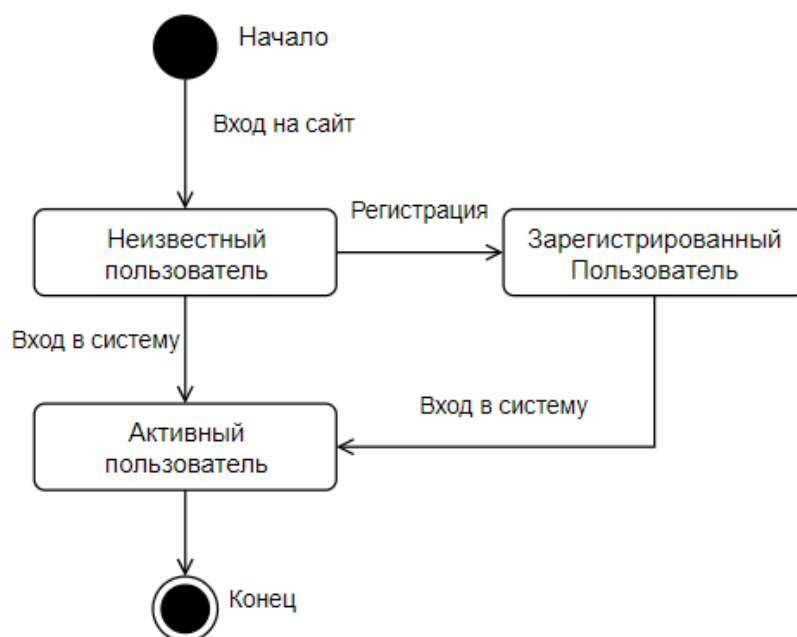 Начало
Вход на сайт
Неизвестный
пользователь
Регистрация
Зарегистрированный
Пользователь
Вход в систему
Вход в систему
Активный
пользователь
Конец